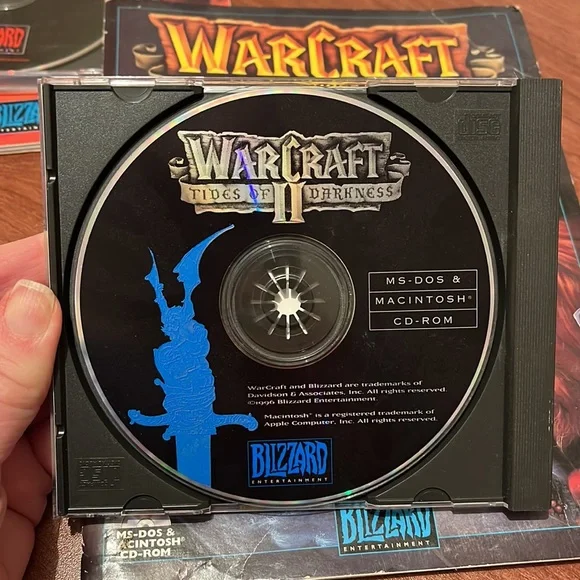 WARCRAFT
BLIZZARD
WARCRAFT
TIDES OF DARKNESS
II
MS-DOS &
MACINTOSH®
CD-ROM
WarCraft and Blizzard are trademarks of
Davidson & Associates, Inc. All rights reserved.
©1996 Blizzard Entertainment.
Macintosh® is a registered trademark of
Apple Computer, Inc. All rights reserved.
BLIZZARD
ENTERTAINMENT
BLIZZARD
ENTERTAINMENT
MS-DOS &
MACINTOSH
CD-ROM